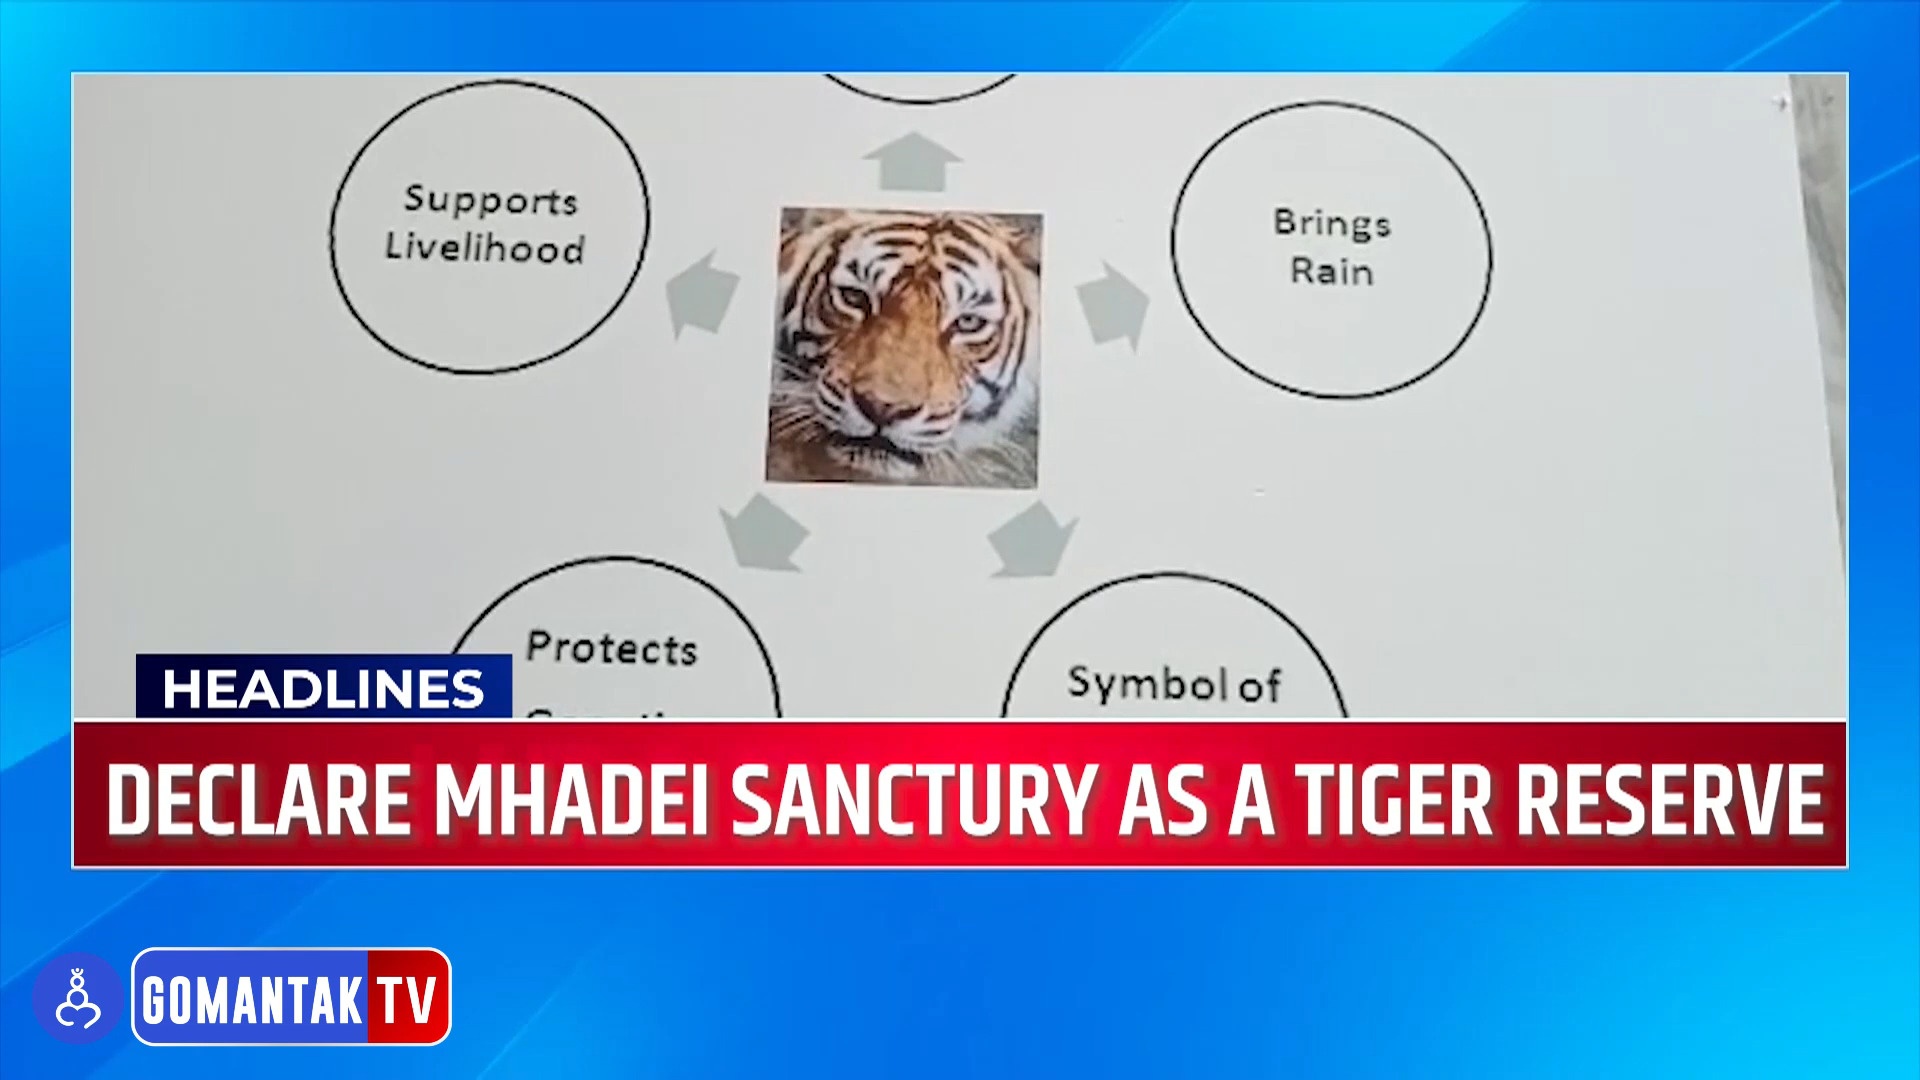 Supports
Livelihood
Brings
Rain
Protects
Symbol of
HEADLINES
DECLARE MHADEI SANCTURY AS A TIGER RESERVE
GOMANTAK TV